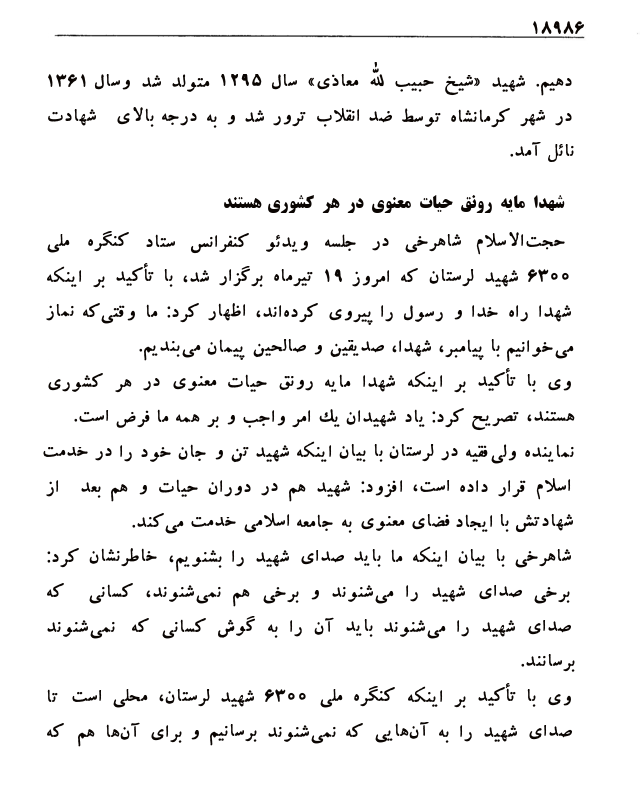 ۱۸۹۸۶
دهیم. شهید «شیخ حبیب لله معاذی» سال ۱۲۹۵ متولد شد وسال ۱۳۶۱
در شهر کرمانشاه توسط ضد انقلاب ترور شد و به درجه بالای شهادت
نائل آمد.
شهدا مایه رونق حیات معنوی در هر کشوری هستند
حجت‌الاسلام شاهرخی در جلسه ویدئو کنفرانس ستاد کنگره ملی
۶۳۰۰ شهید لرستان که امروز ۱۹ تیرماه برگزار شد، با تأکید بر اینکه
شهدا راه خدا و رسول را پیروی کرده‌اند، اظهار کرد: ما وقتی‌که نماز
می‌خوانیم با پیامبر، شهدا، صدیقین و صالحین پیمان می‌بندیم.
وی با تأکید بر اینکه شهدا مایه رونق حیات معنوی در هر کشوری
هستند، تصریح کرد: یاد شهیدان یك امر واجب و بر همه ما فرض است.
نماینده ولی‌فقیه در لرستان با بیان اینکه شهید تن و جان خود را در خدمت
اسلام قرار داده است، افزود: شهید هم در دوران حیات و هم بعد از
شهادتش با ایجاد فضای معنوی به جامعه اسلامی خدمت می‌کند.
شاهرخی با بیان اینکه ما باید صدای شهید را بشنویم، خاطرنشان کرد:
برخی صدای شهید را می‌شنوند و برخی هم نمی‌شنوند، کسانی که
صدای شهید را می‌شنوند باید آن را به گوش کسانی که نمی‌شنوند
برسانند.
وی با تأکید بر اینکه کنگره ملی ۶۳۰۰ شهید لرستان، محلی است تا
صدای شهید را به آن‌هایی که نمی‌شنوند برسانیم و برای آن‌ها هم که